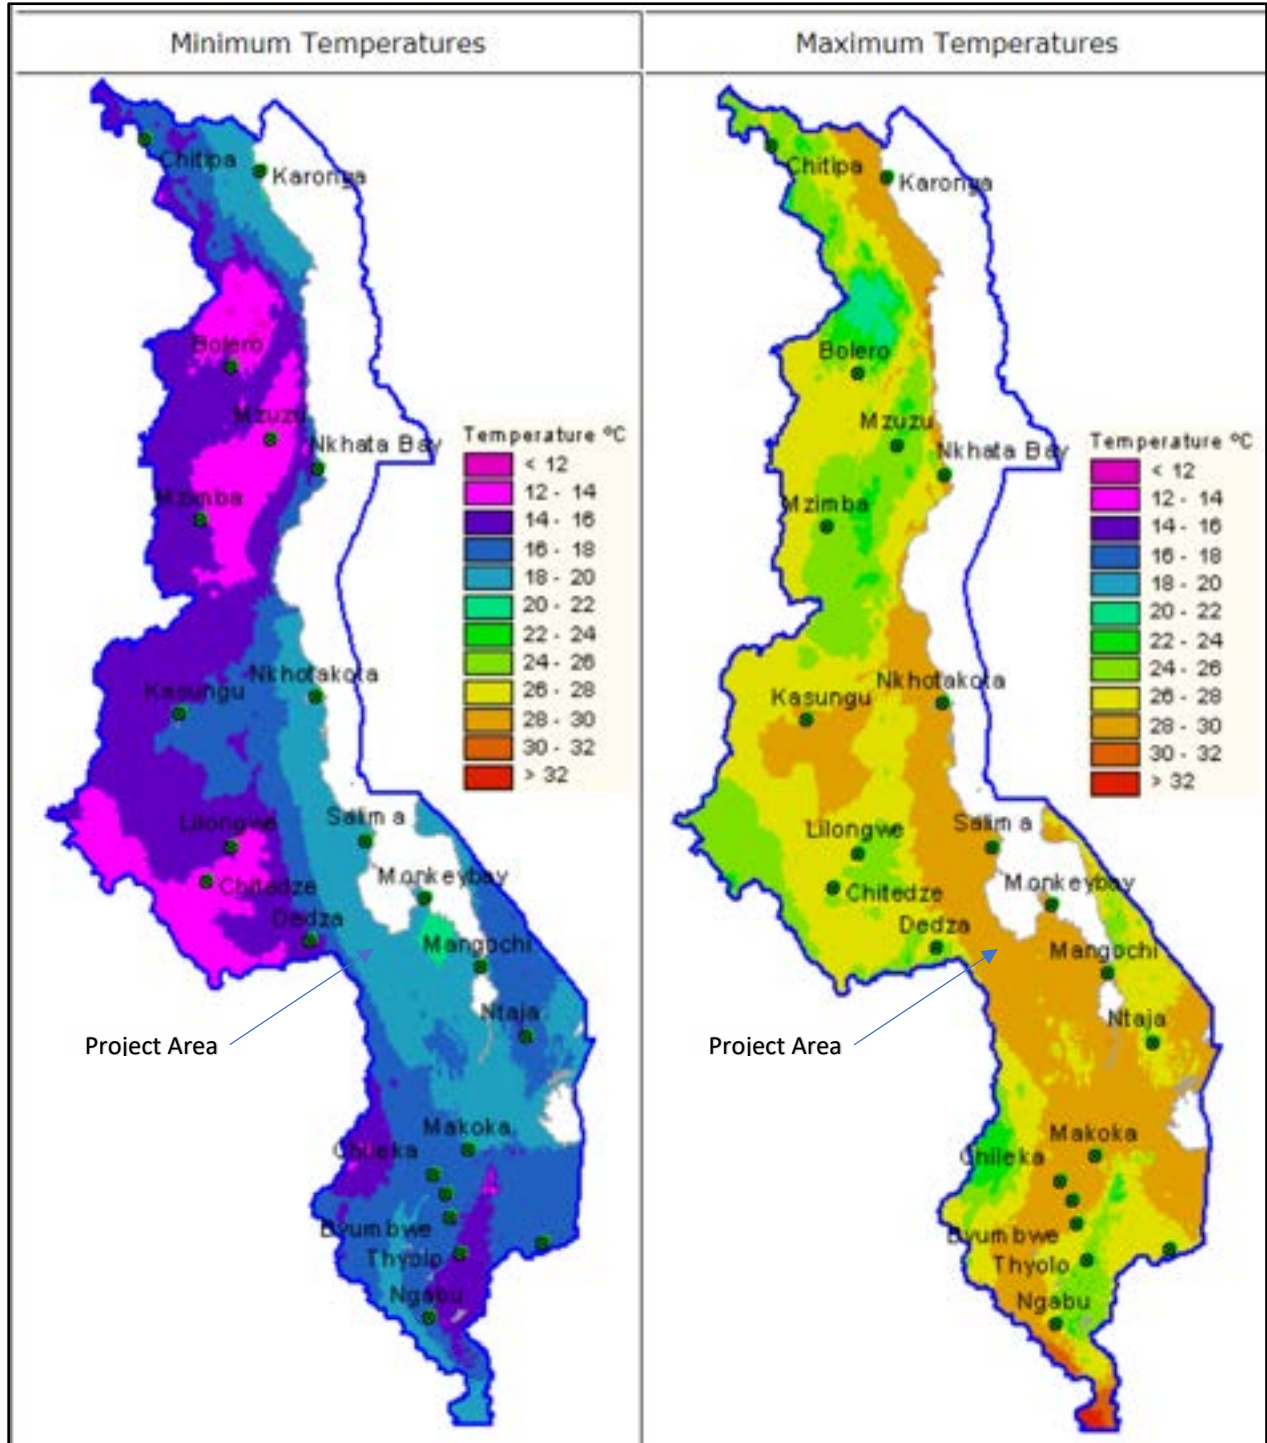 Minimum Temperatures
Chitipa
Karonga
Bolero
Mzuzu
Nkhata Bay
Mzimba
Temperature ºC
< 12
12 - 14
14 - 16
16 - 18
18 - 20
20 - 22
22 - 24
24 - 26
26 - 28
28 - 30
30 - 32
> 32
Nkhotakota
Kasungu
Lilongwe
Salima
Chitedze
Monkeybay
Dedza
Mangochi
Ntaja
Project Area
Makoka
Chileka
Bvumbwe
Thyolo
Ngabu
Maximum Temperatures
Chitipa
Karonga
Bolero
Mzuzu
Nkhata Bay
Mzimba
Temperature ºC
< 12
12 - 14
14 - 16
16 - 18
18 - 20
20 - 22
22 - 24
24 - 26
26 - 28
28 - 30
30 - 32
> 32
Nkhotakota
Kasungu
Lilongwe
Salima
Chitedze
Monkeybay
Dedza
Mangochi
Ntaja
Project Area
Makoka
Chileka
Bvumbwe
Thyolo
Ngabu